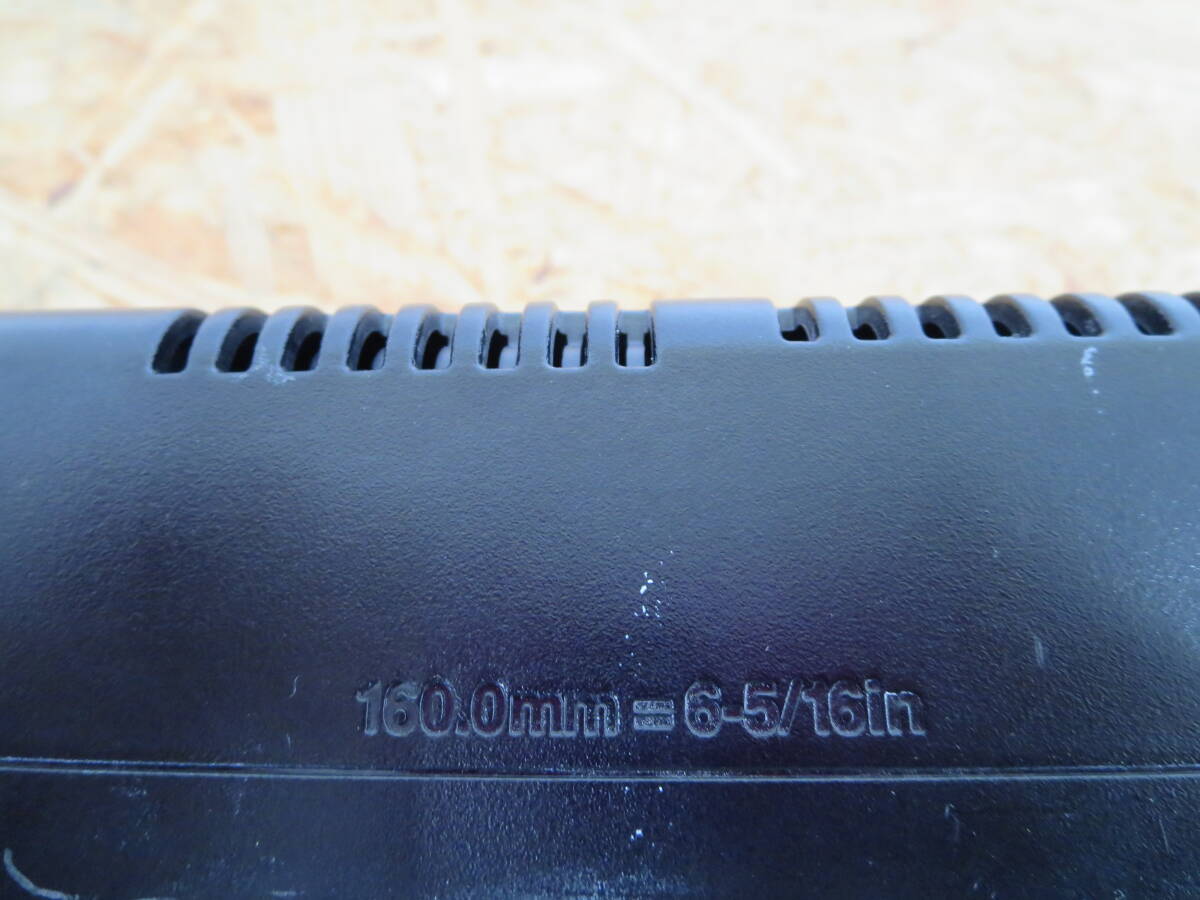 160.0mm = 6-5/16in